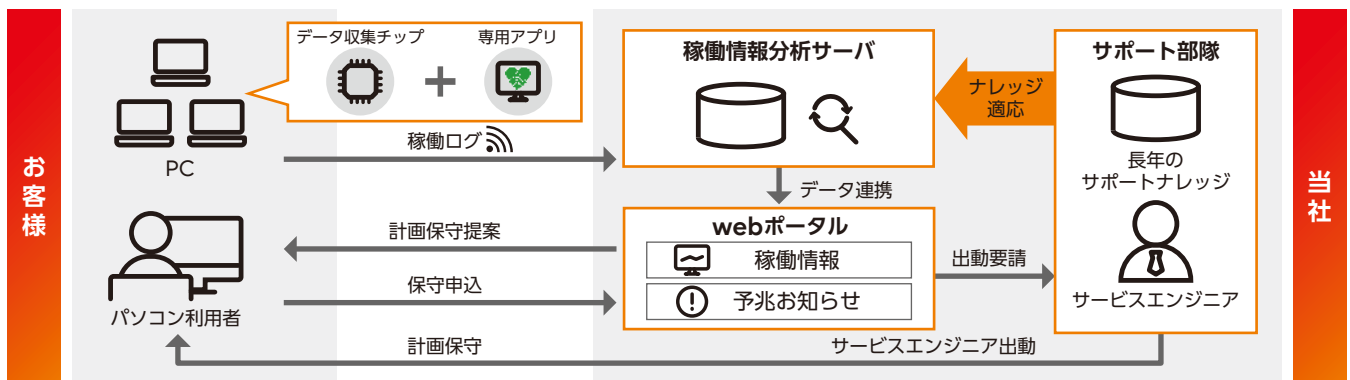 お客様
データ収集チップ
専用アプリ
PC
稼働ログ
稼働情報分析サーバ
ナレッジ
適応
サポート部隊
長年の
サポートナレッジ
サービスエンジニア
データ連携
webポータル
稼働情報
予兆お知らせ
出動要請
計画保守提案
保守申込
パソコン利用者
計画保守
サービスエンジニア出動
当社